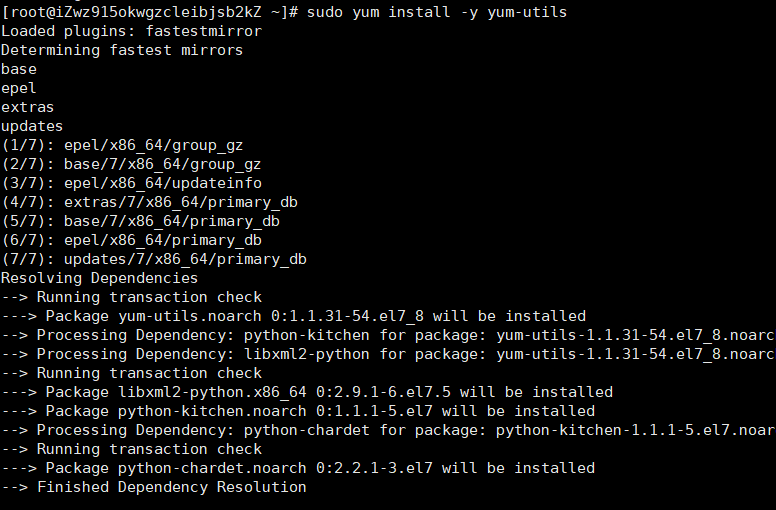 [root@iZwz915okwgzcleibjsb2kZ ~]# sudo yum install -y yum-utils
Loaded plugins: fastestmirror
Determining fastest mirrors
base
epel
extras
updates
(1/7): epel/x86_64/group_gz
(2/7): base/7/x86_64/group_gz
(3/7): epel/x86_64/updateinfo
(4/7): extras/7/x86_64/primary_db
(5/7): base/7/x86_64/primary_db
(6/7): epel/x86_64/primary_db
(7/7): updates/7/x86_64/primary_db
Resolving Dependencies
--> Running transaction check
---> Package yum-utils.noarch 0:1.1.31-54.el7_8 will be installed
--> Processing Dependency: python-kitchen for package: yum-utils-1.1.31-54.el7_8.noarc
--> Processing Dependency: libxml2-python for package: yum-utils-1.1.31-54.el7_8.noarc
--> Running transaction check
---> Package libxml2-python.x86_64 0:2.9.1-6.el7.5 will be installed
---> Package python-kitchen.noarch 0:1.1.1-5.el7 will be installed
--> Processing Dependency: python-chardet for package: python-kitchen-1.1.1-5.el7.noar
--> Running transaction check
---> Package python-chardet.noarch 0:2.2.1-3.el7 will be installed
--> Finished Dependency Resolution